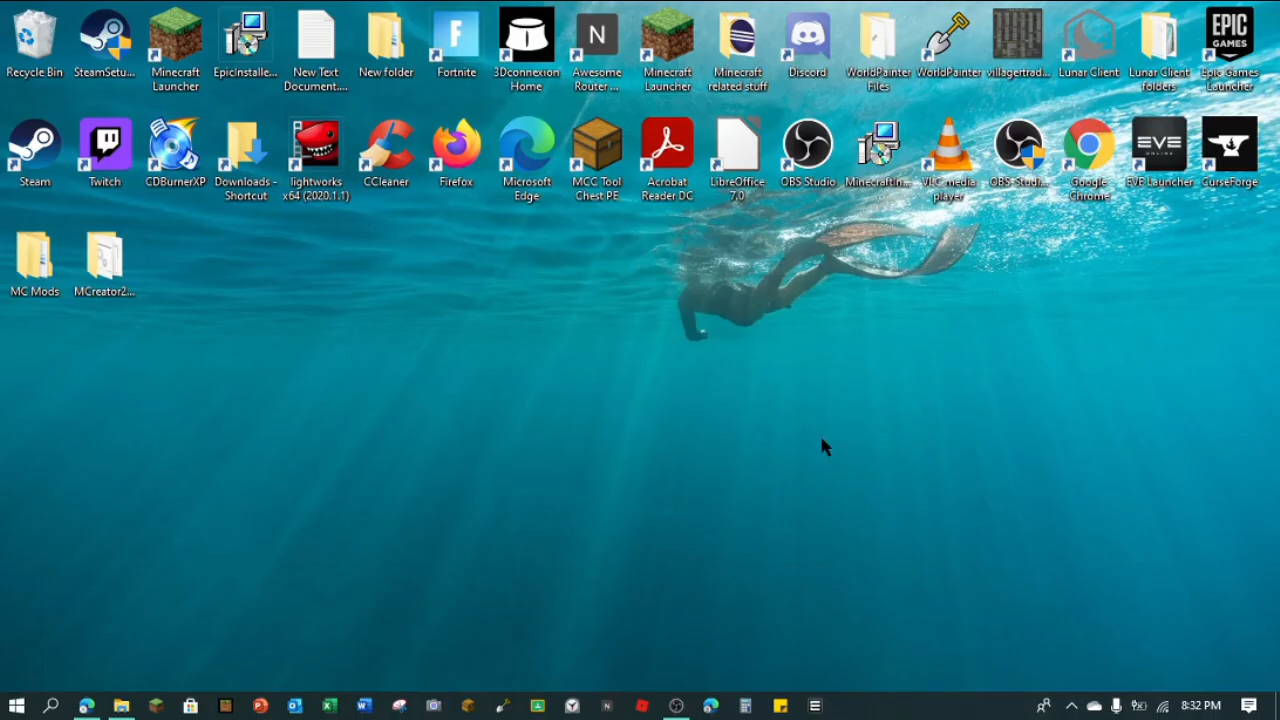 Recycle Bin
SteamSetu...
Minecraft
Launcher
EpicInstalle...
New Text
Document....
New folder
Fortnite
3Dconnexion
Home
N
Awesome
Router ...
Minecraft
Launcher
Minecraft
related stuff
Discord
WorldPainter
Files
WorldPainter
villagertrad...
Lunar Client
Lunar Client
folders
EPIC
GAMES
Epic Games
Launcher
Steam
Twitch
CDBurnerXP
Downloads -
Shortcut
lightworks
x64 (2020.1.1)
CCleaner
Firefox
Microsoft
Edge
MCC Tool
Chest PE
Acrobat
Reader DC
LibreOffice
7.0
OBS Studio
MinecraftIn...
VLC media
player
OBS Studi...
Google
Chrome
EVE
ONLINE
EVE Launcher
CurseForge
MC Mods
MCreator2...
8:32 PM